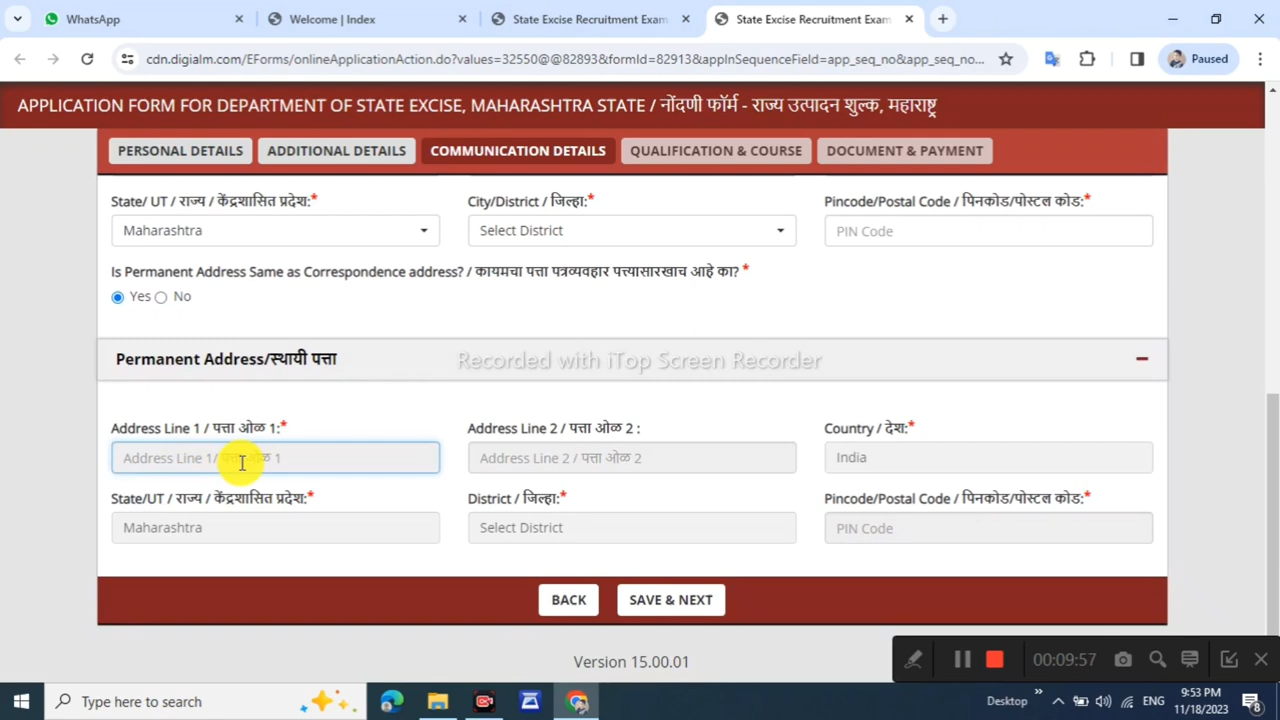 WhatsApp
Welcome | Index
State Excise Recruitment Exam
State Excise Recruitment Exam
cdn.digialm.com/EForms/onlineApplicationAction.do?values=32550@@82893&formId=82913&appInSequenceField=app_seq_no&app_seq_no...
Paused
APPLICATION FORM FOR DEPARTMENT OF STATE EXCISE, MAHARASHTRA STATE / नोंदणी फॉर्म - राज्य उत्पादन शुल्क, महाराष्ट्र
PERSONAL DETAILS
ADDITIONAL DETAILS
COMMUNICATION DETAILS
QUALIFICATION & COURSE
DOCUMENT & PAYMENT
State/ UT / राज्य / केंद्रशासित प्रदेश:*
City/District / जिल्हा:*
Pincode/Postal Code / पिनकोड/पोस्टल कोड:*
Maharashtra
Select District
PIN Code
Is Permanent Address Same as Correspondence address? / कायमचा पत्ता पत्रव्यवहार पत्त्यासारखाच आहे का? *
Yes
No
Permanent Address/स्थायी पत्ता
Recorded with iTop Screen Recorder
Address Line 1 / पत्ता ओळ 1:*
Address Line 2 / पत्ता ओळ 2 :
Country / देश:*
Address Line 1/ पत्ता ओळ 1
Address Line 2 / पत्ता ओळ 2
India
State/UT / राज्य / केंद्रशासित प्रदेश:*
District / जिल्हा:*
Pincode/Postal Code / पिनकोड/पोस्टल कोड:*
Maharashtra
Select District
PIN Code
BACK
SAVE & NEXT
Version 15.00.01
00:09:57
Type here to search
Desktop
ENG
9:53 PM
11/18/2023
8